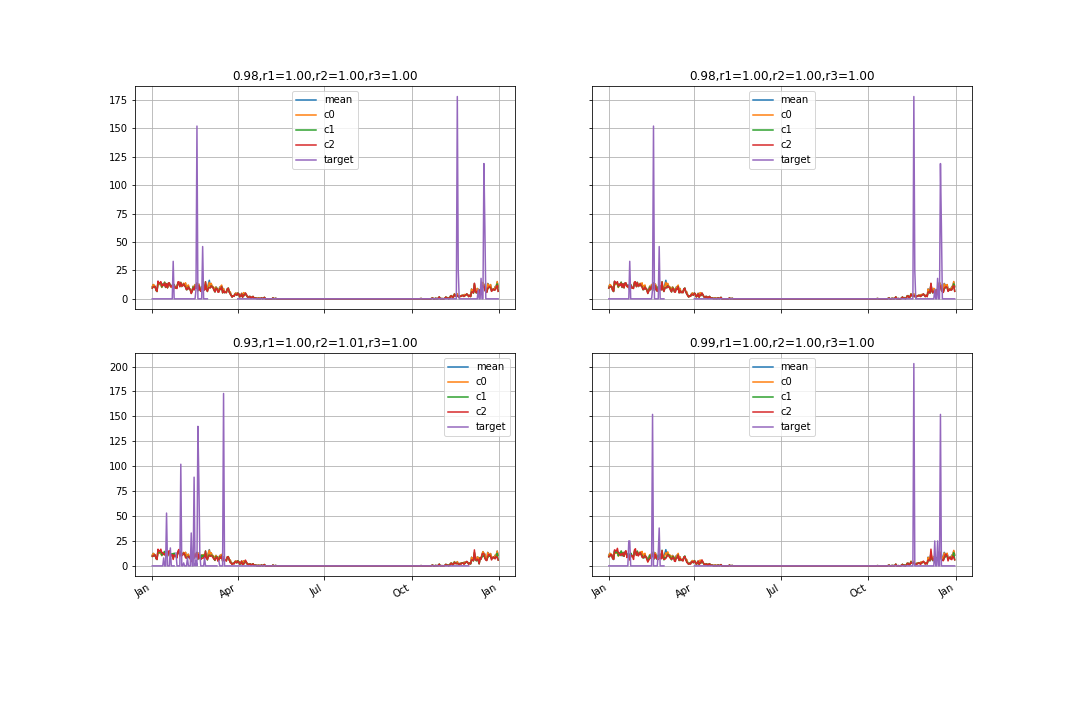 0.98,r1=1.00,r2=1.00,r3=1.00
175
150
125
100
75
50
25
0
mean
c0
c1
c2
target
0.98,r1=1.00,r2=1.00,r3=1.00
mean
c0
c1
c2
target
0.93,r1=1.00,r2=1.01,r3=1.00
200
175
150
125
100
75
50
25
0
mean
c0
c1
c2
target
Jan
Apr
Jul
Oct
Jan
0.99,r1=1.00,r2=1.00,r3=1.00
mean
c0
c1
c2
target
Jan
Apr
Jul
Oct
Jan